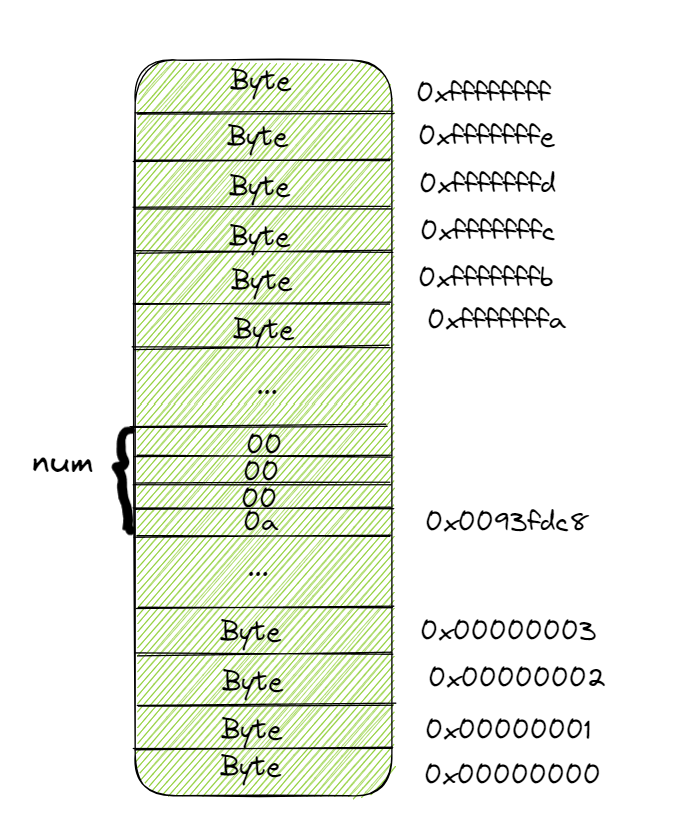 Byte 0xffffffff
Byte 0xfffffffe
Byte 0xfffffffd
Byte 0xfffffffc
Byte 0xfffffffb
Byte 0xfffffffa
...
00
num
00
00
0a 0x0093fdc8
...
Byte 0x00000003
Byte 0x00000002
Byte 0x00000001
Byte 0x00000000